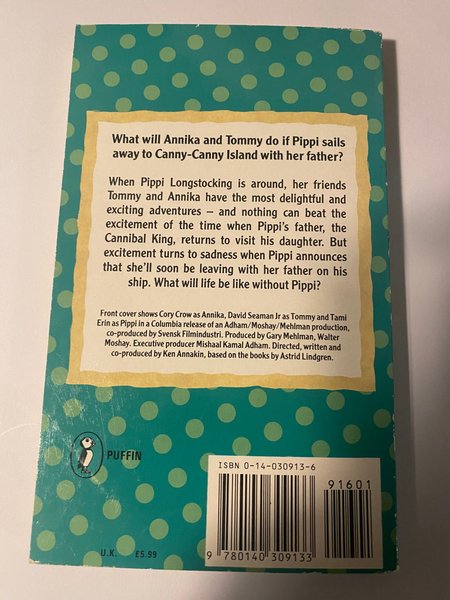 What will Annika and Tommy do if Pippi sails
away to Canny-Canny Island with her father?
When Pippi Longstocking is around, her friends
Tommy and Annika have the most delightful and
exciting adventures – and nothing can beat the
excitement of the time when Pippi's father, the
Cannibal King, returns to visit his daughter. But
excitement turns to sadness when Pippi announces
that she'll soon be leaving with her father on his
ship. What will life be like without Pippi?
Front cover shows Cory Crow as Annika, David Seaman Jr as Tommy and Tami
Erin as Pippi in a Columbia release of an Adham/Moshay/Mehlman production,
co-produced by Svensk Filmindustri. Produced by Gary Mehlman, Walter
Moshay. Executive producer Mishaal Kamal Adham. Directed, written and
co-produced by Ken Annakin, based on the books by Astrid Lindgren.
PUFFIN
ISBN 0-14-030913-6
91601
9 780140 309133
U.K. £5.99